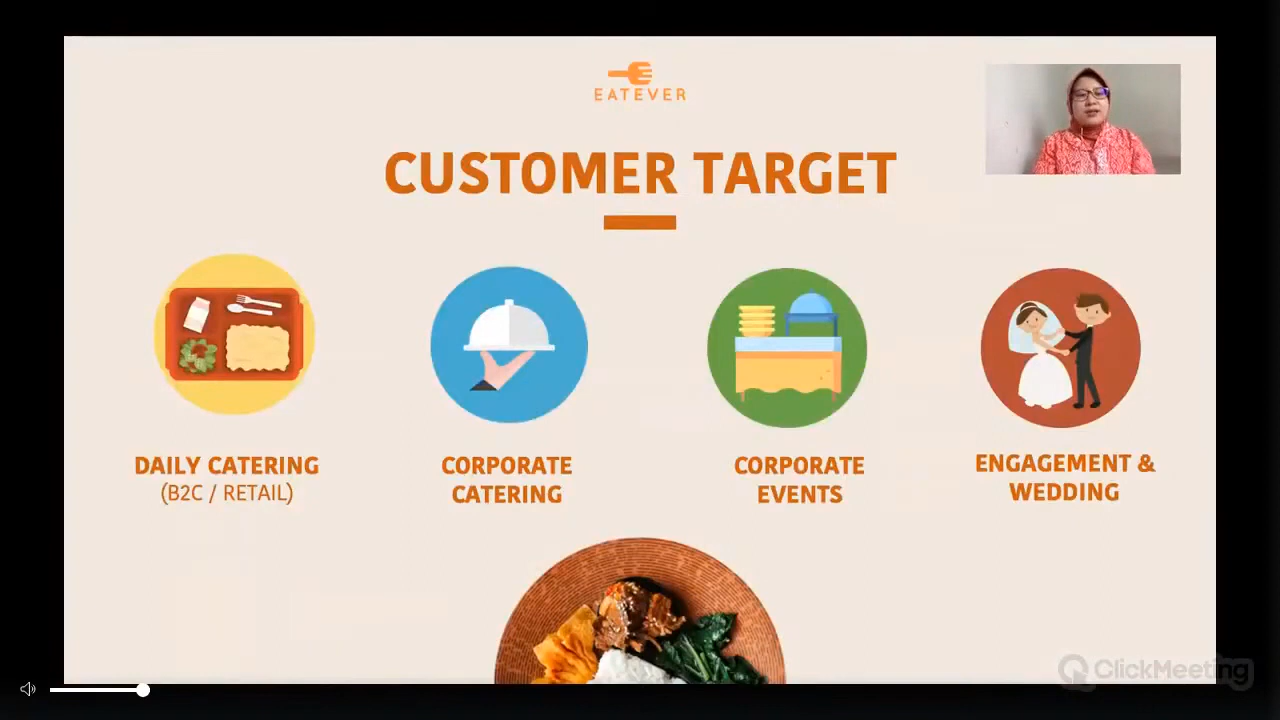 EATEVER
CUSTOMER TARGET
DAILY CATERING
(B2C / RETAIL)
CORPORATE
CATERING
CORPORATE
EVENTS
ENGAGEMENT &
WEDDING
ClickMeeting